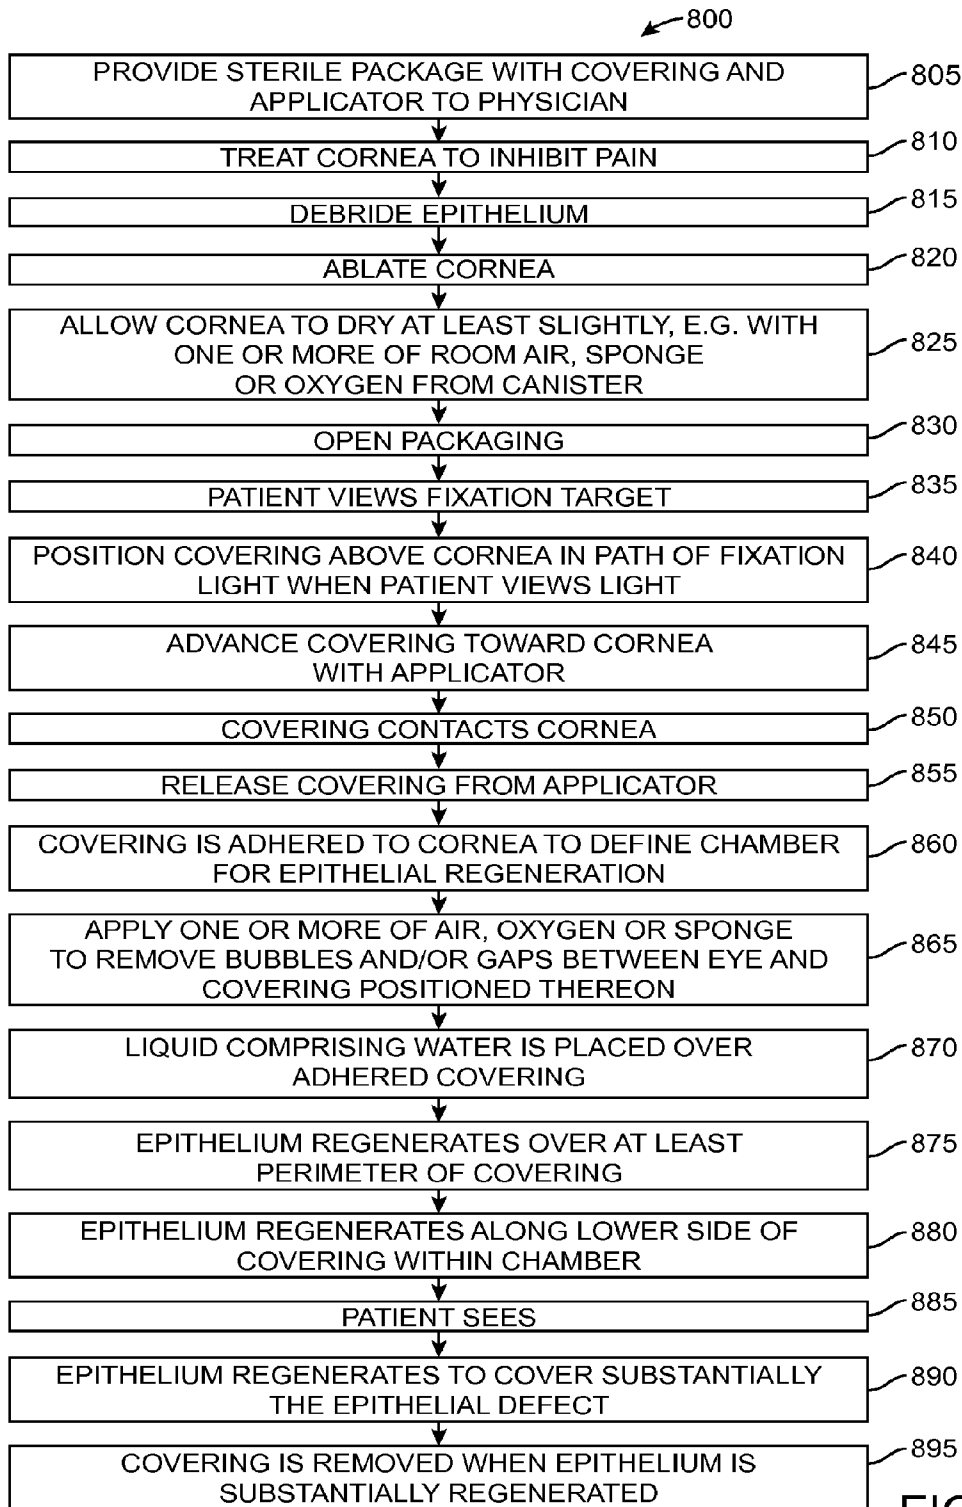 800
PROVIDE STERILE PACKAGE WITH COVERING AND
APPLICATOR TO PHYSICIAN
805
TREAT CORNEA TO INHIBIT PAIN
810
DEBRIDE EPITHELIUM
815
ABLATE CORNEA
820
ALLOW CORNEA TO DRY AT LEAST SLIGHTLY, E.G. WITH
ONE OR MORE OF ROOM AIR, SPONGE
OR OXYGEN FROM CANISTER
825
OPEN PACKAGING
830
PATIENT VIEWS FIXATION TARGET
835
POSITION COVERING ABOVE CORNEA IN PATH OF FIXATION
LIGHT WHEN PATIENT VIEWS LIGHT
840
ADVANCE COVERING TOWARD CORNEA
WITH APPLICATOR
845
COVERING CONTACTS CORNEA
850
RELEASE COVERING FROM APPLICATOR
855
COVERING IS ADHERED TO CORNEA TO DEFINE CHAMBER
FOR EPITHELIAL REGENERATION
860
APPLY ONE OR MORE OF AIR, OXYGEN OR SPONGE
TO REMOVE BUBBLES AND/OR GAPS BETWEEN EYE AND
COVERING POSITIONED THEREON
865
LIQUID COMPRISING WATER IS PLACED OVER
ADHERED COVERING
870
EPITHELIUM REGENERATES OVER AT LEAST
PERIMETER OF COVERING
875
EPITHELIUM REGENERATES ALONG LOWER SIDE OF
COVERING WITHIN CHAMBER
880
PATIENT SEES
885
EPITHELIUM REGENERATES TO COVER SUBSTANTIALLY
THE EPITHELIAL DEFECT
890
COVERING IS REMOVED WHEN EPITHELIUM IS
SUBSTANTIALLY REGENERATED
895